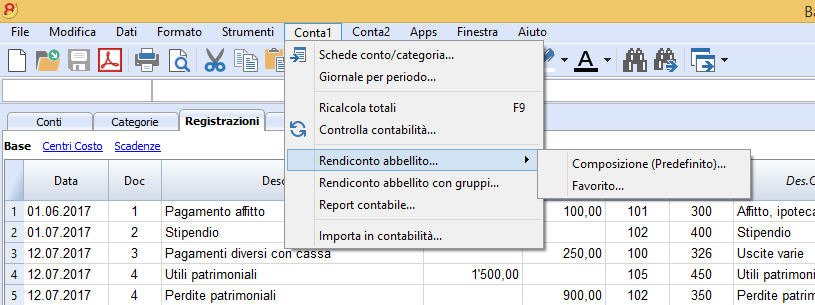 Ba
File Modifica Dati Formato Strumenti Conta1 Conta2 Apps Finestra Aiuto
Schede conto/categoria...
Giornale per periodo...
Ricalcola totali F9
Controlla contabilità...
Rendiconto abbellito...
Composizione (Predefinito)...
Favorito...
Rendiconto abbellito con gruppi...
Report contabile...
Importa in contabilità...
Conti Categorie Registrazioni
Base Centri Costo Scadenze
Data Doc Des.C
1 01.06.2017 1 Pagamento affitto 100,00 101 300 Affitto, ipoteca
2 01.07.2017 2 Stipendio 102 400 Stipendio
3 12.07.2017 3 Pagamenti diversi con cassa 250,00 100 326 Uscite varie
4 12.07.2017 4 Utili patrimoniali 1'500,00 105 450 Utili patrimoni
5 12.07.2017 4 Perdite patrimoniali 900,00 102 350 Perdite patrim